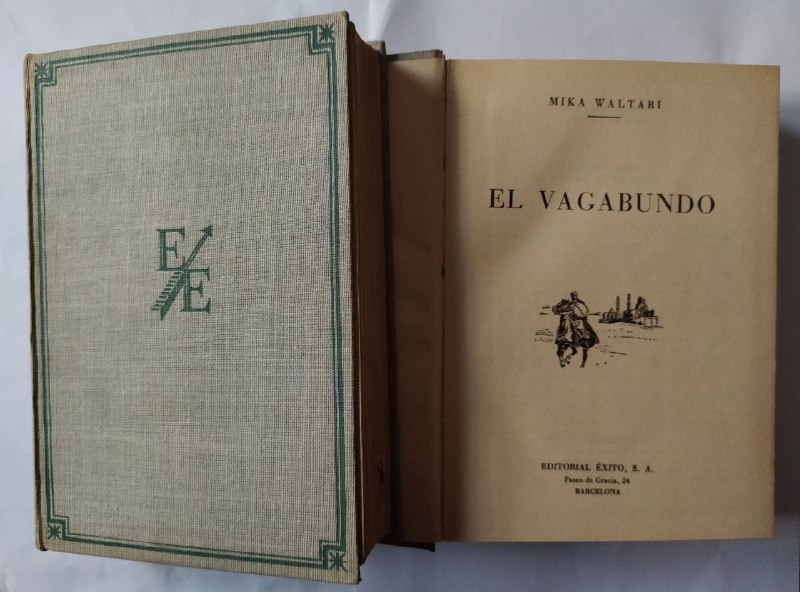 E/E
MIKA WALTARI
EL VAGABUNDO
EDITORIAL ÉXITO, S. A.
Paseo de Gracia, 24
BARCELONA